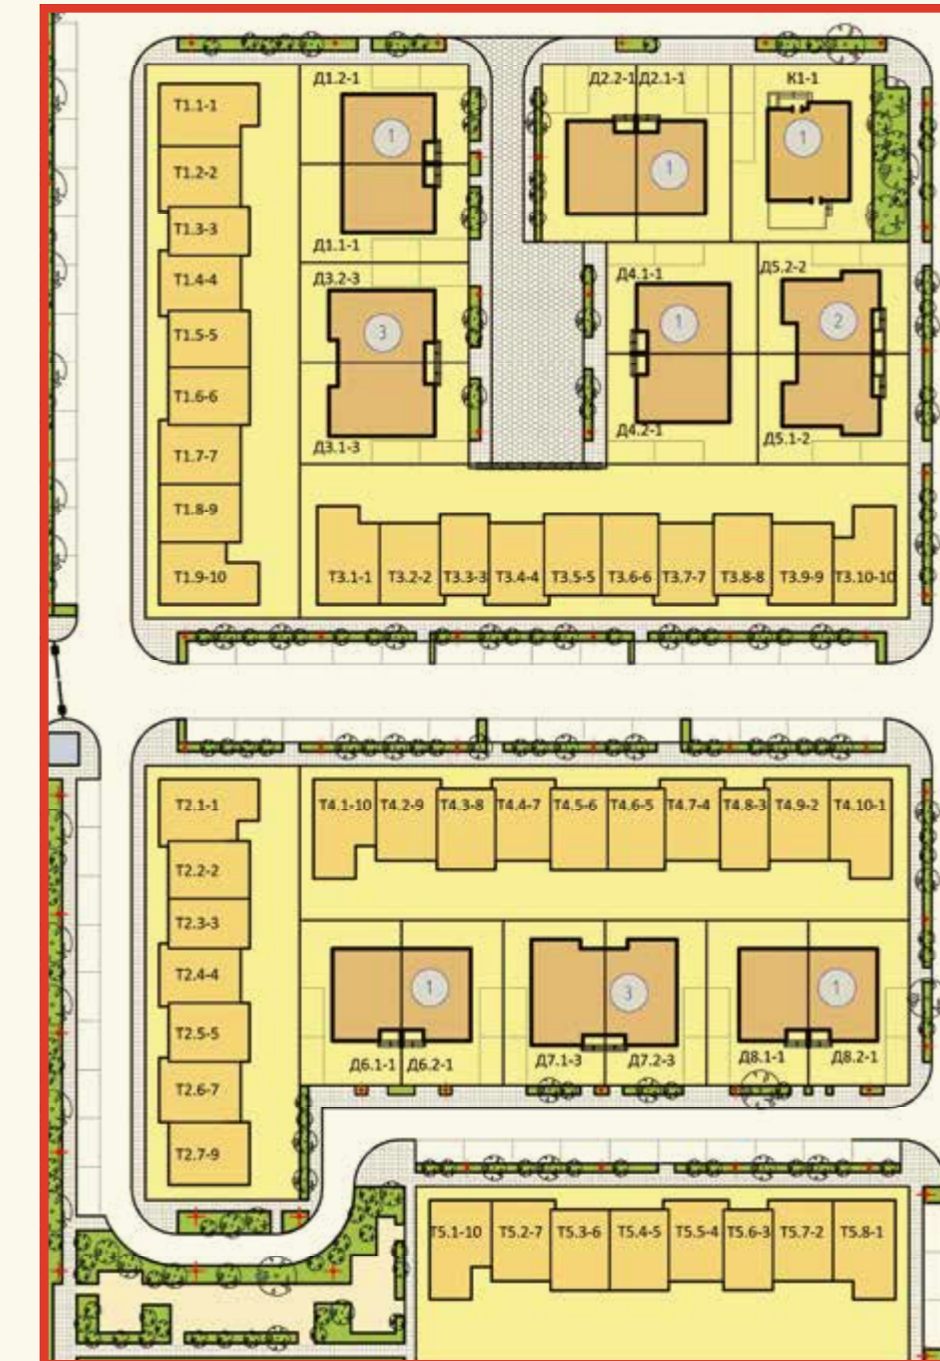 Д1.2-1
Д2.2-1 Д2.1-1
К1-1
Т1.1-1
1
1
1
Т1.2-2
Т1.3-3
Д1.1-1
Д3.2-3
Т1.4-4
Д4.1-1
Д5.2-2
3
1
2
Т1.5-5
Т1.6-6
Д4.2-1
Д5.1-2
Д3.1-3
Т1.7-7
Т1.8-9
Т1.9-10
Т3.1-1 Т3.2-2 Т3.3-3 Т3.4-4 Т3.5-5 Т3.6-6 Т3.7-7 Т3.8-8 Т3.9-9 Т3.10-10
Т2.1-1
Т4.1-10 Т4.2-9 Т4.3-8 Т4.4-7 Т4.5-6 Т4.6-5 Т4.7-4 Т4.8-3 Т4.9-2 Т4.10-1
Т2.2-2
Т2.3-3
Т2.4-4
1
3
1
Т2.5-5
Д6.1-1 Д6.2-1
Д7.1-3
Д7.2-3
Д8.1-1
Д8.2-1
Т2.6-7
Т2.7-9
Т5.1-10 Т5.2-7 Т5.3-6 Т5.4-5 Т5.5-4 Т5.6-3 Т5.7-2 Т5.8-1